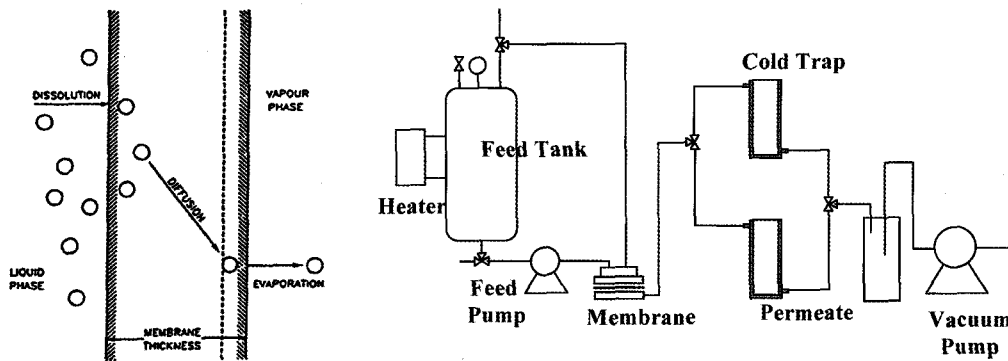 DISSOLUTION
VAPOUR
PHASE
DIFFUSION
LIQUID
PHASE
EVAPORATION
MEMBRANE
THICKNESS
Cold Trap
Feed Tank
Heater
Feed
Pump
Membrane
Permeate
Vacuum
Pump